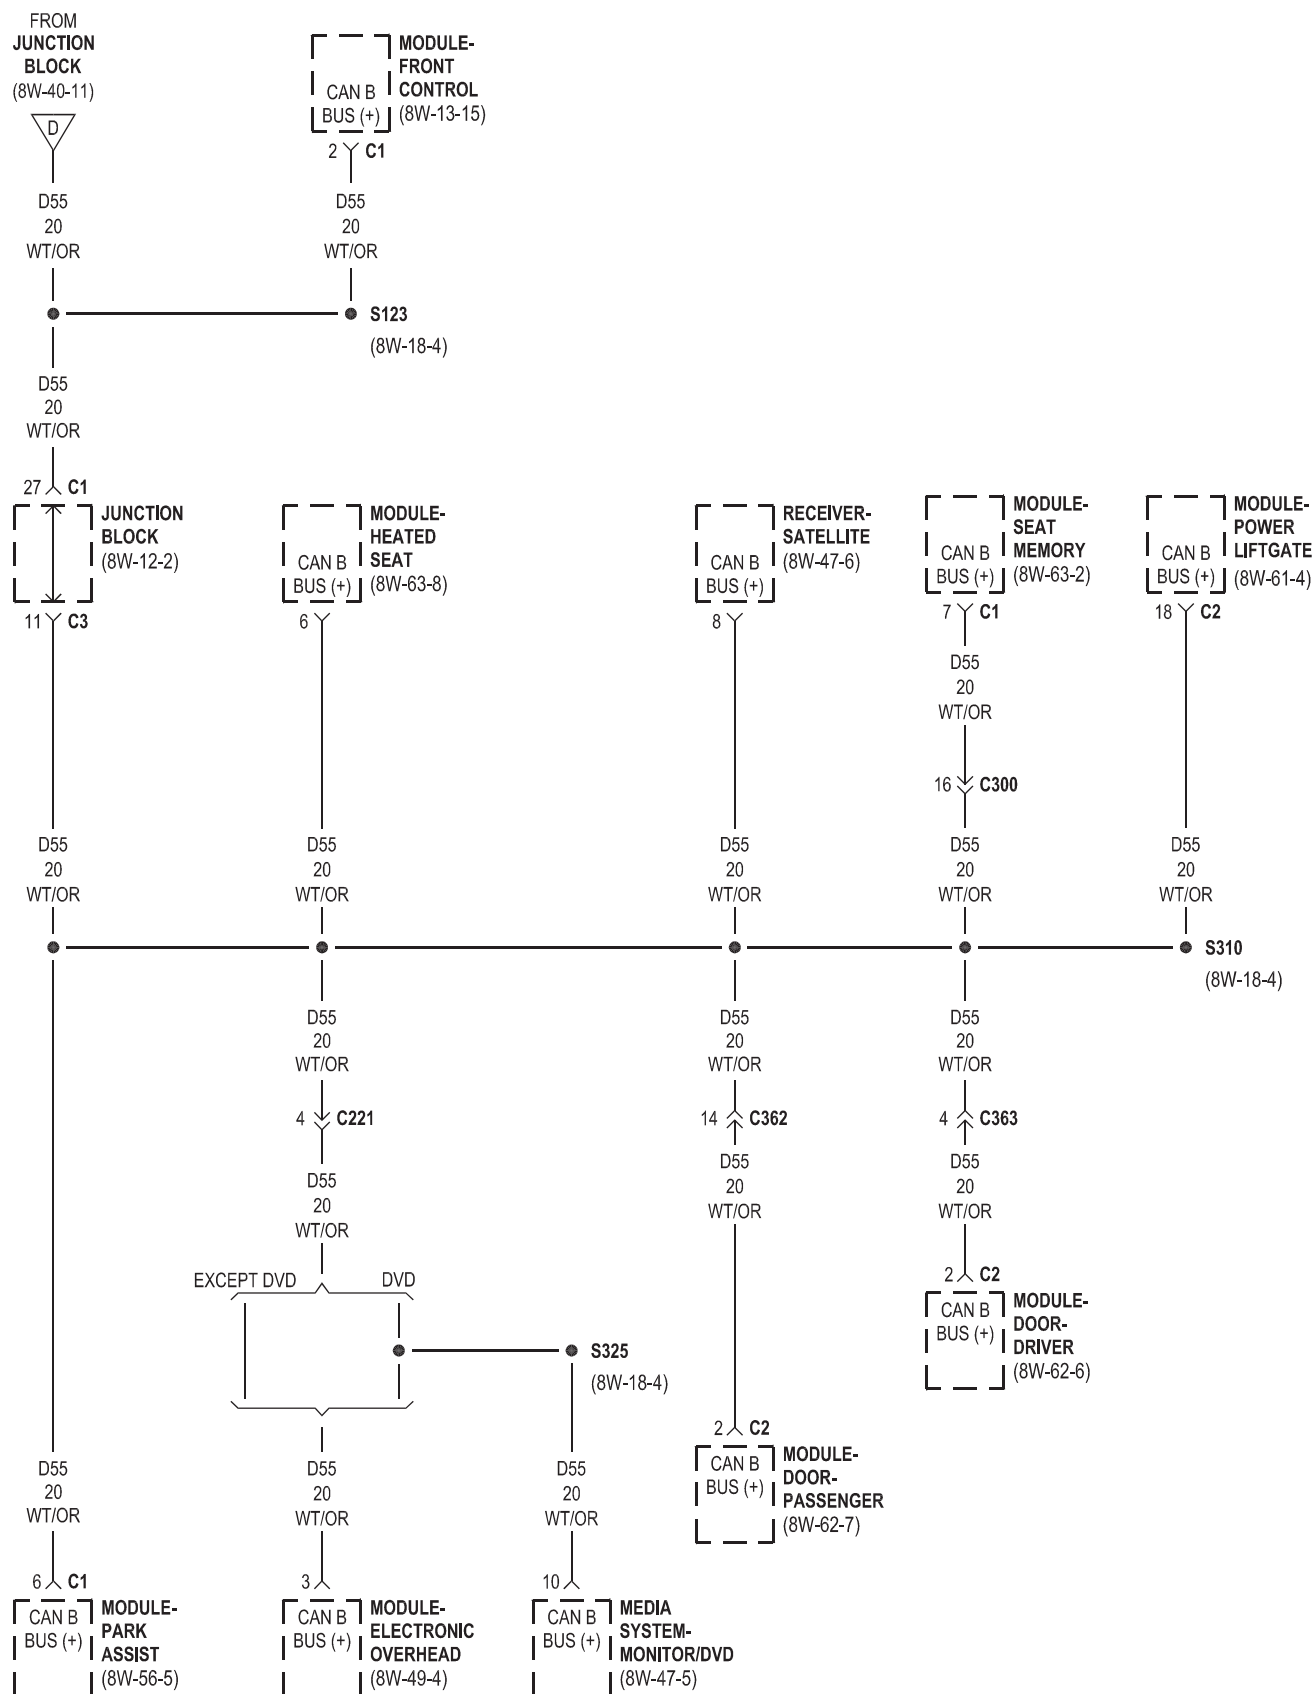 FROM
JUNCTION
BLOCK
(8W-40-11)
D
D55
20
WT/OR
MODULE-
FRONT
CONTROL
(8W-13-15)
CAN B
BUS (+)
2 C1
D55
20
WT/OR
S123
(8W-18-4)
D55
20
WT/OR
27 C1
JUNCTION
BLOCK
(8W-12-2)
11 C3
MODULE-
HEATED
SEAT
(8W-63-8)
CAN B
BUS (+)
6
RECEIVER-
SATELLITE
(8W-47-6)
CAN B
BUS (+)
8
MODULE-
SEAT
MEMORY
(8W-63-2)
CAN B
BUS (+)
7 C1
D55
20
WT/OR
16 C300
MODULE-
POWER
LIFTGATE
(8W-61-4)
CAN B
BUS (+)
18 C2
D55
20
WT/OR
D55
20
WT/OR
D55
20
WT/OR
D55
20
WT/OR
D55
20
WT/OR
S310
(8W-18-4)
D55
20
WT/OR
4 C221
D55
20
WT/OR
D55
20
WT/OR
14 C362
D55
20
WT/OR
D55
20
WT/OR
4 C363
D55
20
WT/OR
EXCEPT DVD
DVD
S325
(8W-18-4)
2 C2
CAN B
BUS (+)
MODULE-
DOOR-
DRIVER
(8W-62-6)
2 C2
CAN B
BUS (+)
MODULE-
DOOR-
PASSENGER
(8W-62-7)
D55
20
WT/OR
6 C1
CAN B
BUS (+)
MODULE-
PARK
ASSIST
(8W-56-5)
D55
20
WT/OR
3
CAN B
BUS (+)
MODULE-
ELECTRONIC
OVERHEAD
(8W-49-4)
D55
20
WT/OR
10
CAN B
BUS (+)
MEDIA
SYSTEM-
MONITOR/DVD
(8W-47-5)